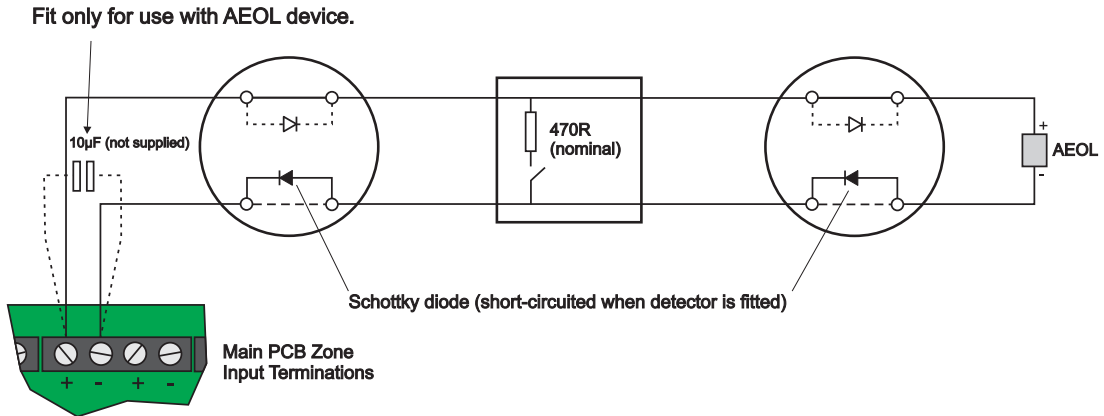 Fit only for use with AEOL device.
10µF (not supplied)
470R
(nominal)
+
AEOL
-
Schottky diode (short-circuited when detector is fitted)
Main PCB Zone
Input Terminations
+ - + -